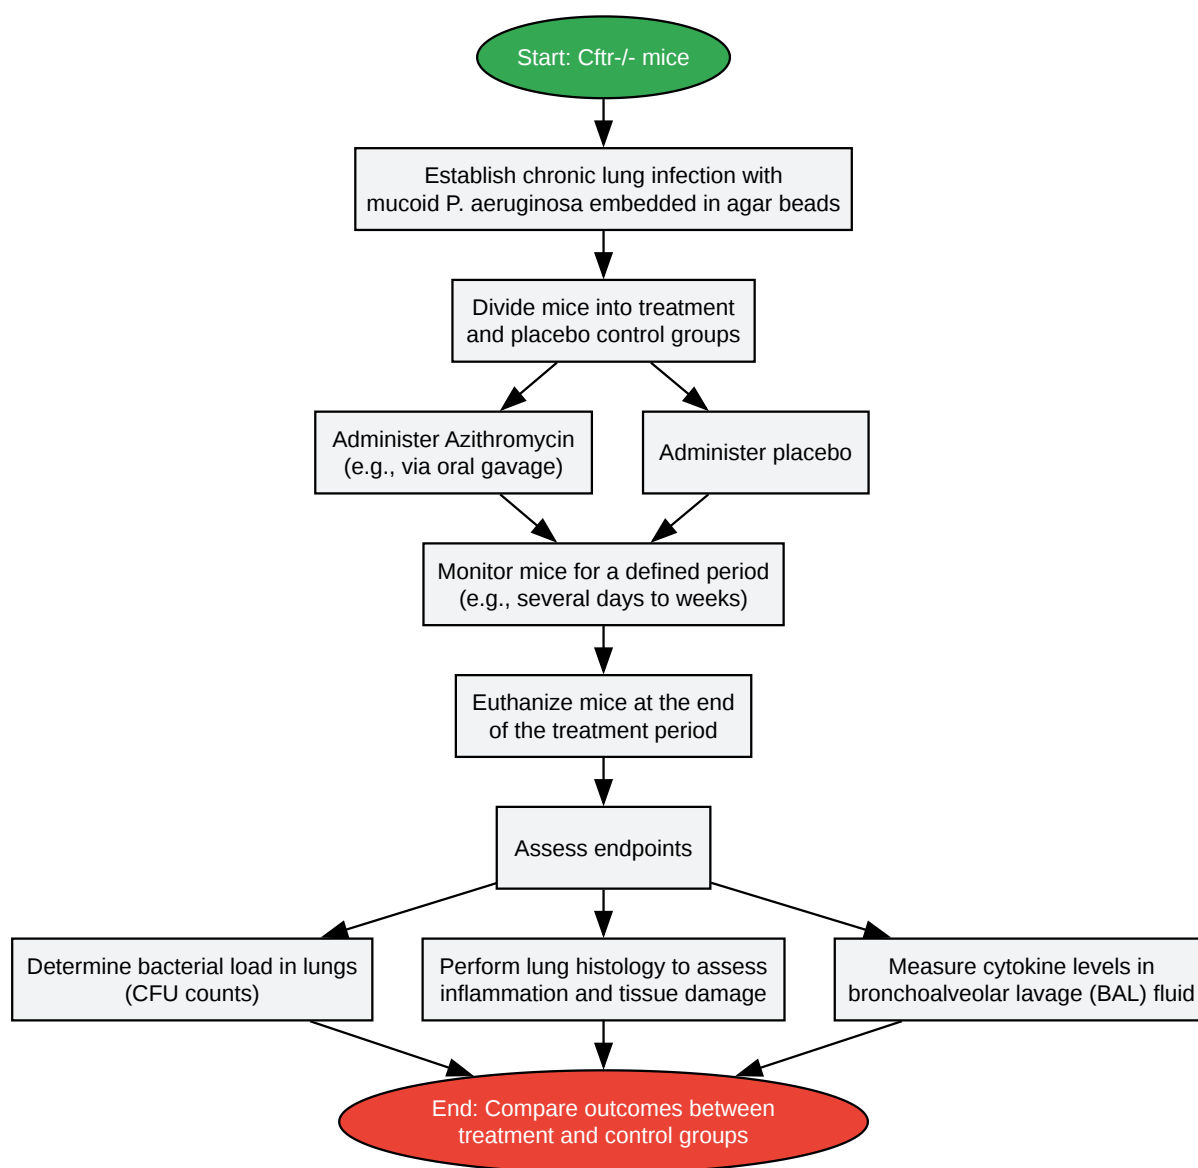 Start: Cftr-/- mice
Establish chronic lung infection with
mucoid P. aeruginosa embedded in agar beads
Divide mice into treatment
and placebo control groups
Administer Azithromycin
(e.g., via oral gavage)
Administer placebo
Monitor mice for a defined period
(e.g., several days to weeks)
Euthanize mice at the end
of the treatment period
Assess endpoints
Determine bacterial load in lungs
(CFU counts)
Perform lung histology to assess
inflammation and tissue damage
Measure cytokine levels in
bronchoalveolar lavage (BAL) fluid
End: Compare outcomes between
treatment and control groups